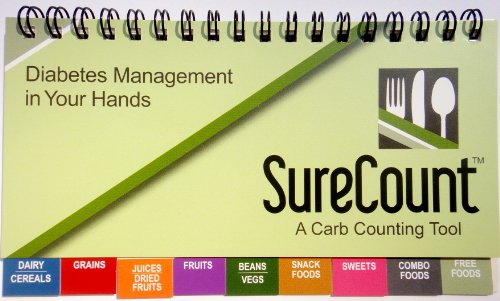 Diabetes Management
in Your Hands
SureCount™
A Carb Counting Tool
DAIRY
CEREALS
GRAINS
JUICES
DRIED
FRUITS
FRUITS
BEANS
VEGS
SNACK
FOODS
SWEETS
COMBO
FOODS
FREE
FOODS